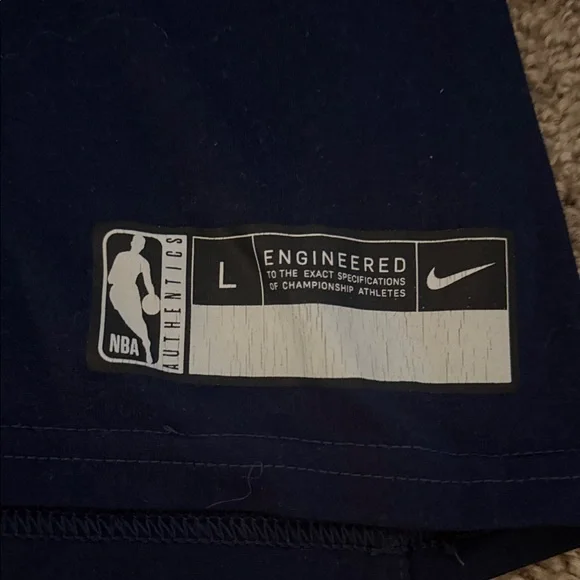 NBA
AUTHENTICS
L
ENGINEERED
TO THE EXACT SPECIFICATIONS
OF CHAMPIONSHIP ATHLETES